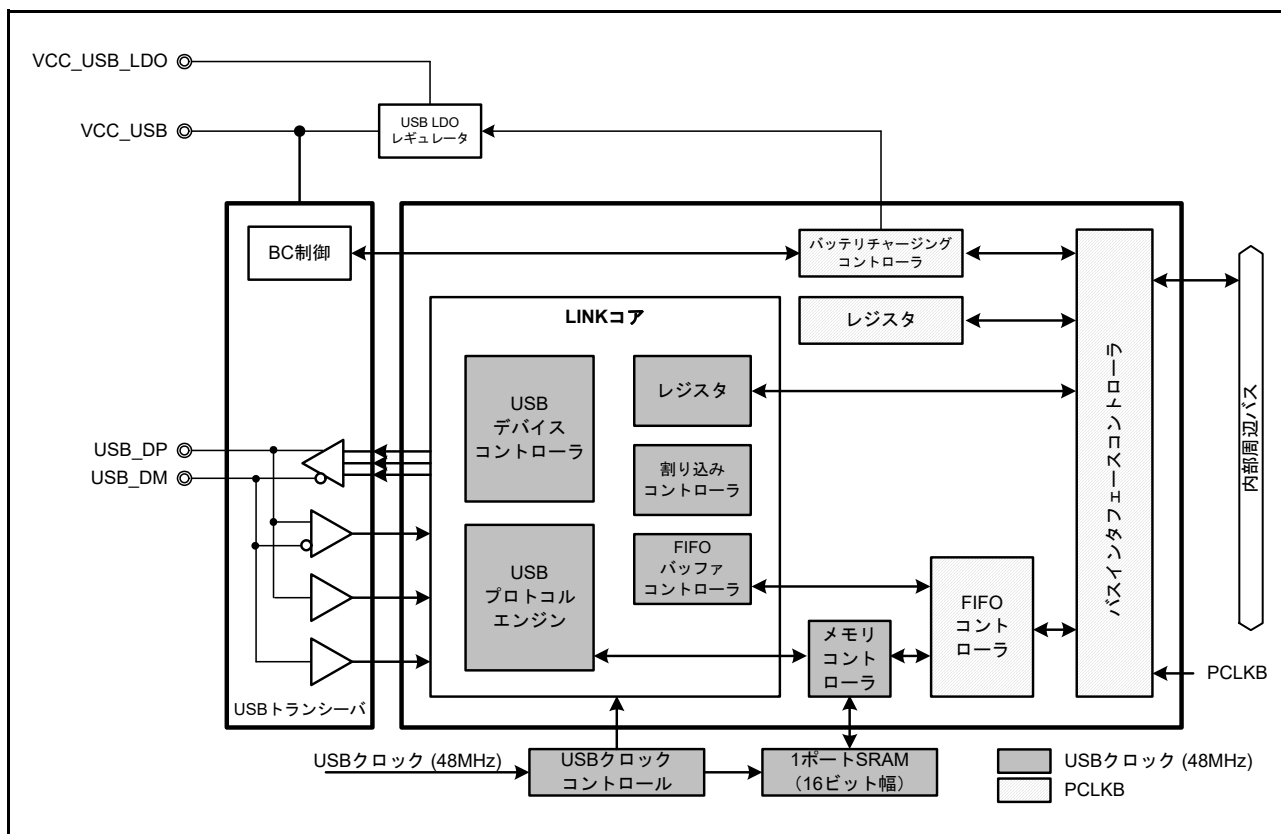 VCC_USB_LDO
VCC_USB
USB LDO
レギュレータ
BC制御
バッテリチャージング
コントローラ
レジスタ
LINKコア
USB
デバイス
コントローラ
レジスタ
割り込み
コントローラ
USB
プロトコル
エンジン
FIFO
バッファ
コントローラ
メモリ
コント
ローラ
FIFO
コント
ローラ
バスインタフェースコントローラ
内部周辺バス
USB_DP
USB_DM
PCLKB
USBトランシーバ
USBクロック (48MHz)
USBクロック
コントロール
1ポートSRAM
（16ビット幅）
USBクロック (48MHz)
PCLKB